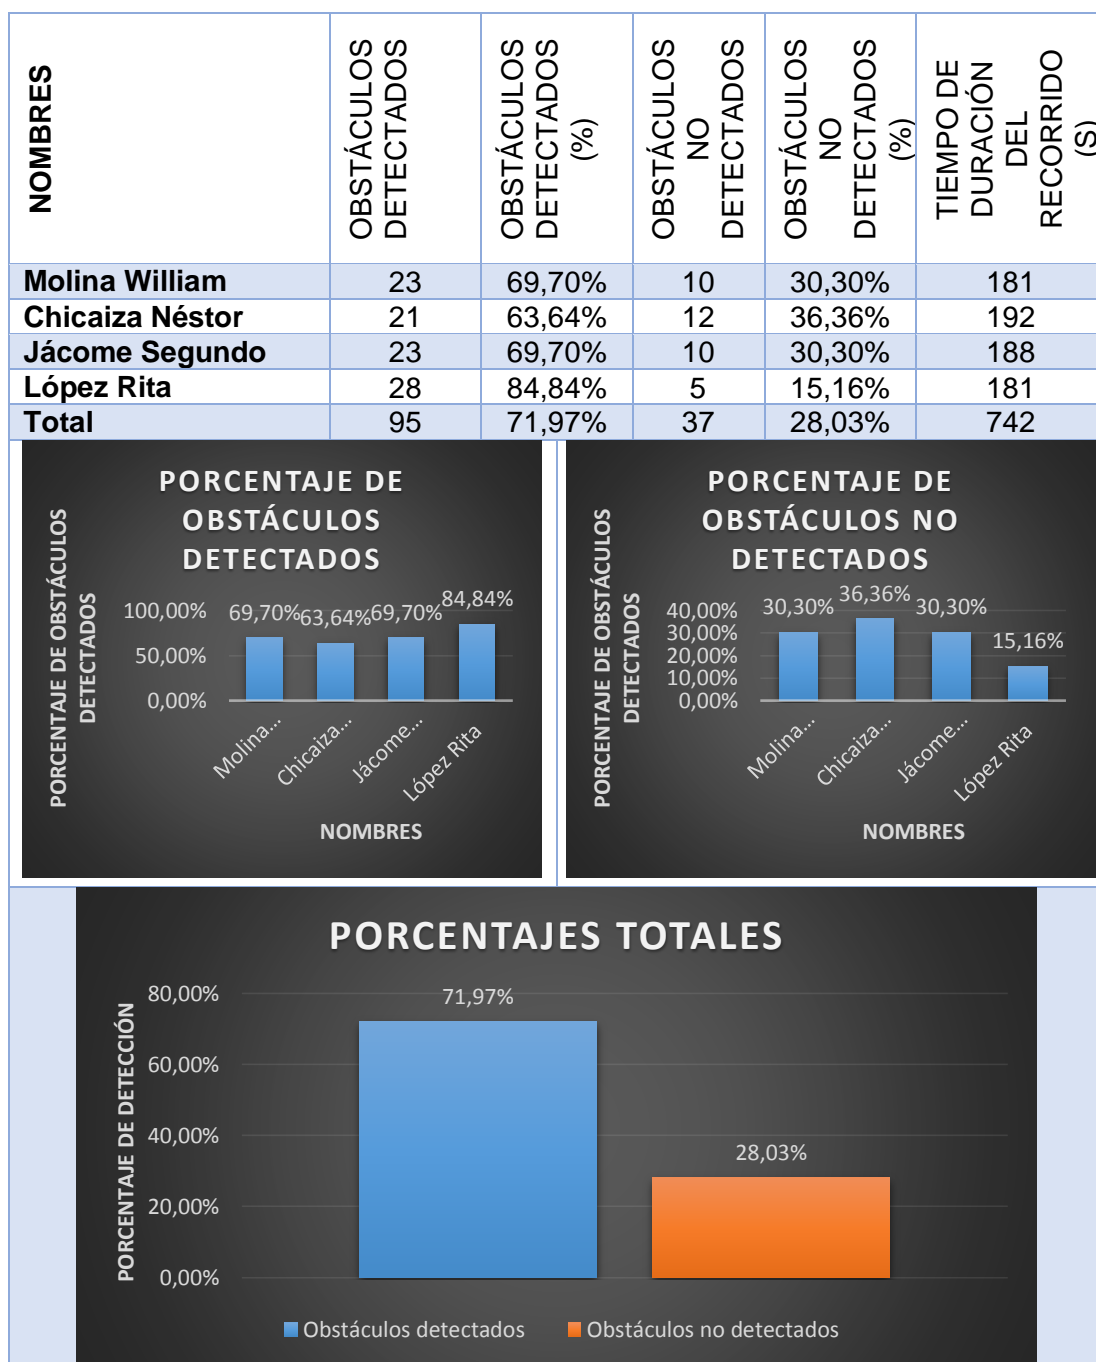 NOMBRES
OBSTÁCULOS
DETECTADOS
OBSTÁCULOS
DETECTADOS
(%)
OBSTÁCULOS
NO
DETECTADOS
OBSTÁCULOS
NO
DETECTADOS
(%)
TIEMPO DE
DURACIÓN
DEL
RECORRIDO
(S)
Molina William 23 69,70% 10 30,30% 181
Chicaiza Néstor 21 63,64% 12 36,36% 192
Jácome Segundo 23 69,70% 10 30,30% 188
López Rita 28 84,84% 5 15,16% 181
Total 95 71,97% 37 28,03% 742
PORCENTAJE DE
OBSTÁCULOS
DETECTADOS
PORCENTAJE DE OBSTÁCULOS
DETECTADOS
100,00%
50,00%
0,00%
69,70% 63,64% 69,70% 84,84%
Molina...
Chicaiza...
Jácome...
López Rita
NOMBRES
PORCENTAJE DE
OBSTÁCULOS NO
DETECTADOS
PORCENTAJE DE OBSTÁCULOS
DETECTADOS
40,00%
30,00%
20,00%
10,00%
0,00%
30,30% 36,36% 30,30% 15,16%
Molina...
Chicaiza...
Jácome...
López Rita
NOMBRES
PORCENTAJES TOTALES
PORCENTAJE DE DETECCIÓN
80,00%
60,00%
40,00%
20,00%
0,00%
71,97%
28,03%
Obstáculos detectados Obstáculos no detectados